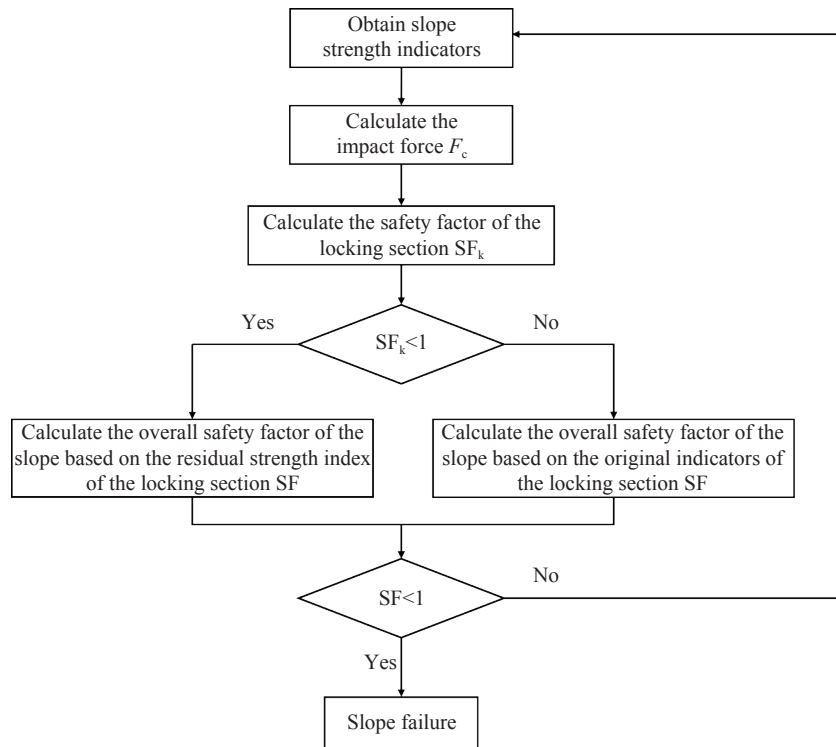 Obtain slope
strength indicators
Calculate the
impact force F_c
Calculate the safety factor of the
locking section SF_k
Yes
No
SF_k<1
Calculate the overall safety factor of the
slope based on the residual strength index
of the locking section SF
Calculate the overall safety factor of the
slope based on the original indicators of
the locking section SF
No
SF<1
Yes
Slope failure